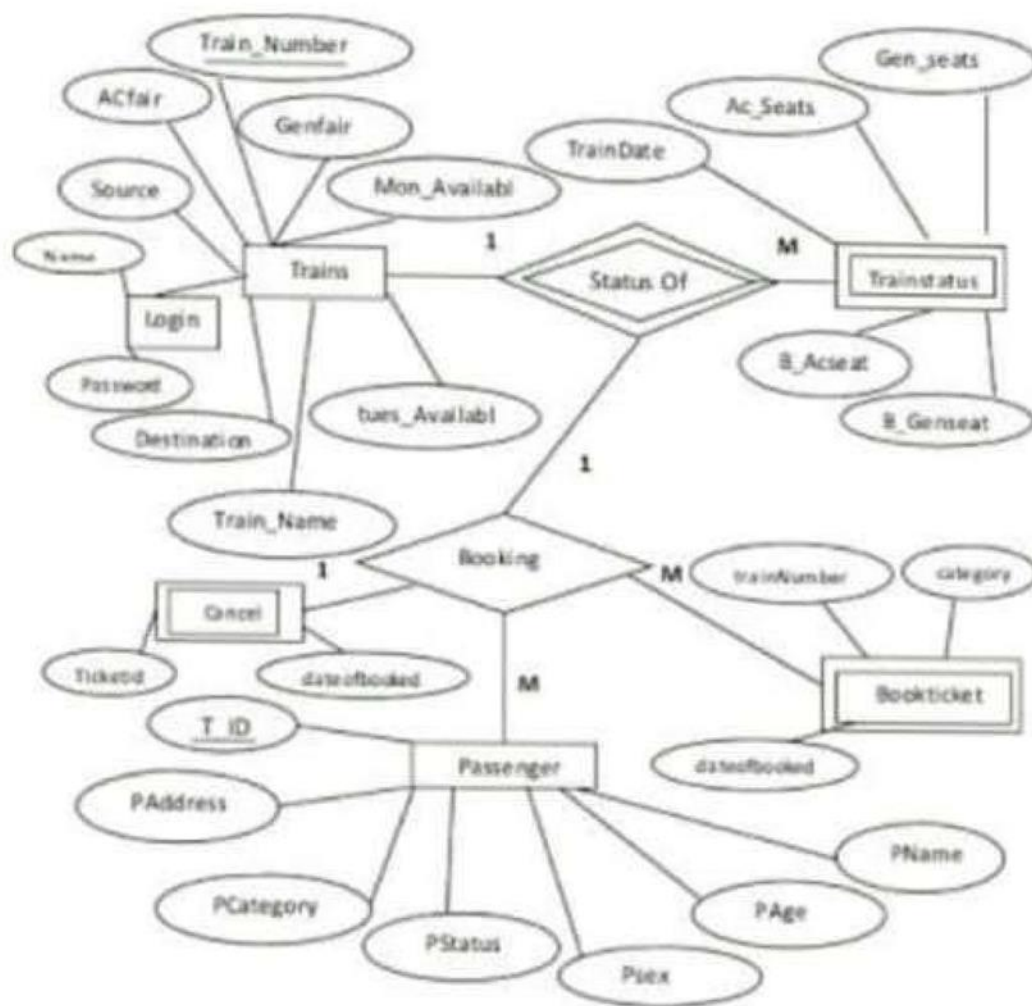 Train_Number
Gen_seats
ACfair
Ac_Seats
Genfair
TrainDate
Mon_Availabl
Source
1
M
Name
Trains
Status Of
Trainstatus
Login
B_Acseat
Password
tues_Availabl
B_Genseat
Destination
1
Train_Name
Booking
1
M
trainNumber
category
Cancel
TicketId
dateofbooked
M
Bookticket
T_ID
Passenger
dateofbooked
PAddress
PName
PCategory
PAge
PStatus
Psex